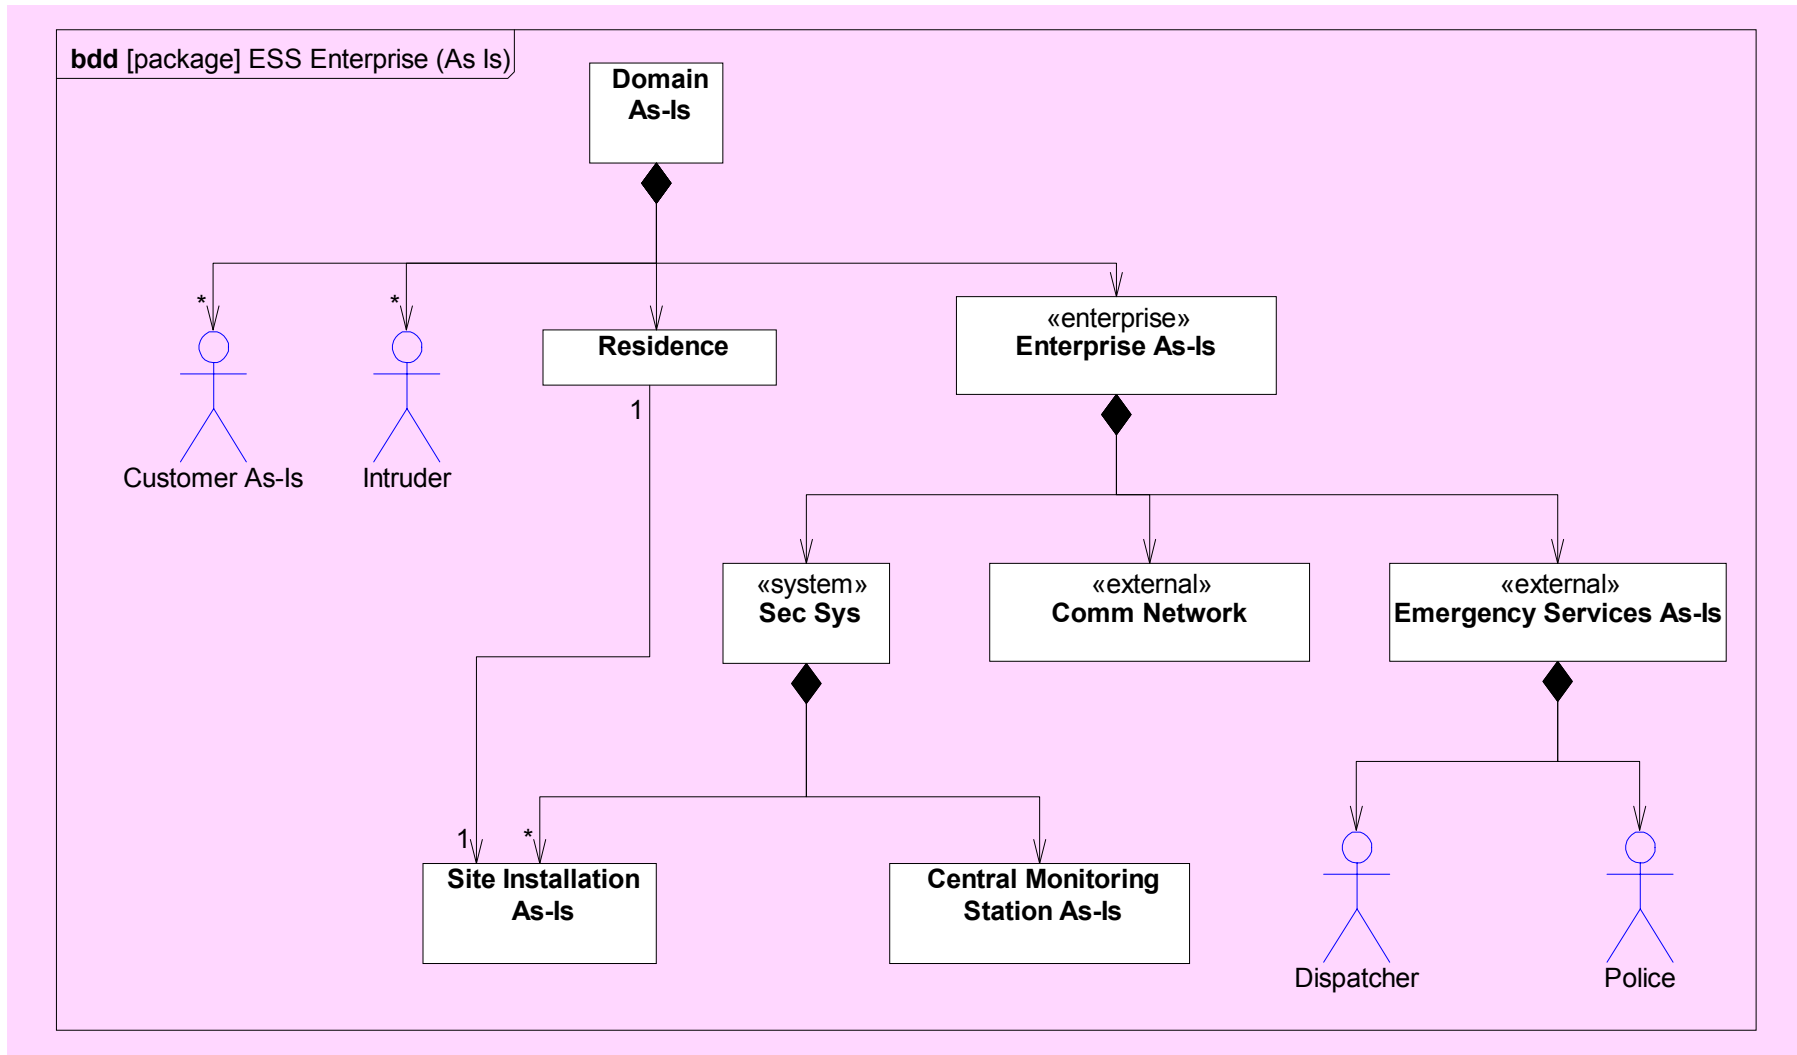 bdd [package] ESS Enterprise (As Is)
Domain
As-Is
*
*
«enterprise»
Enterprise As-Is
Residence
1
Customer As-Is
Intruder
«system»
Sec Sys
«external»
Comm Network
«external»
Emergency Services As-Is
1
*
Site Installation
As-Is
Central Monitoring
Station As-Is
Dispatcher
Police